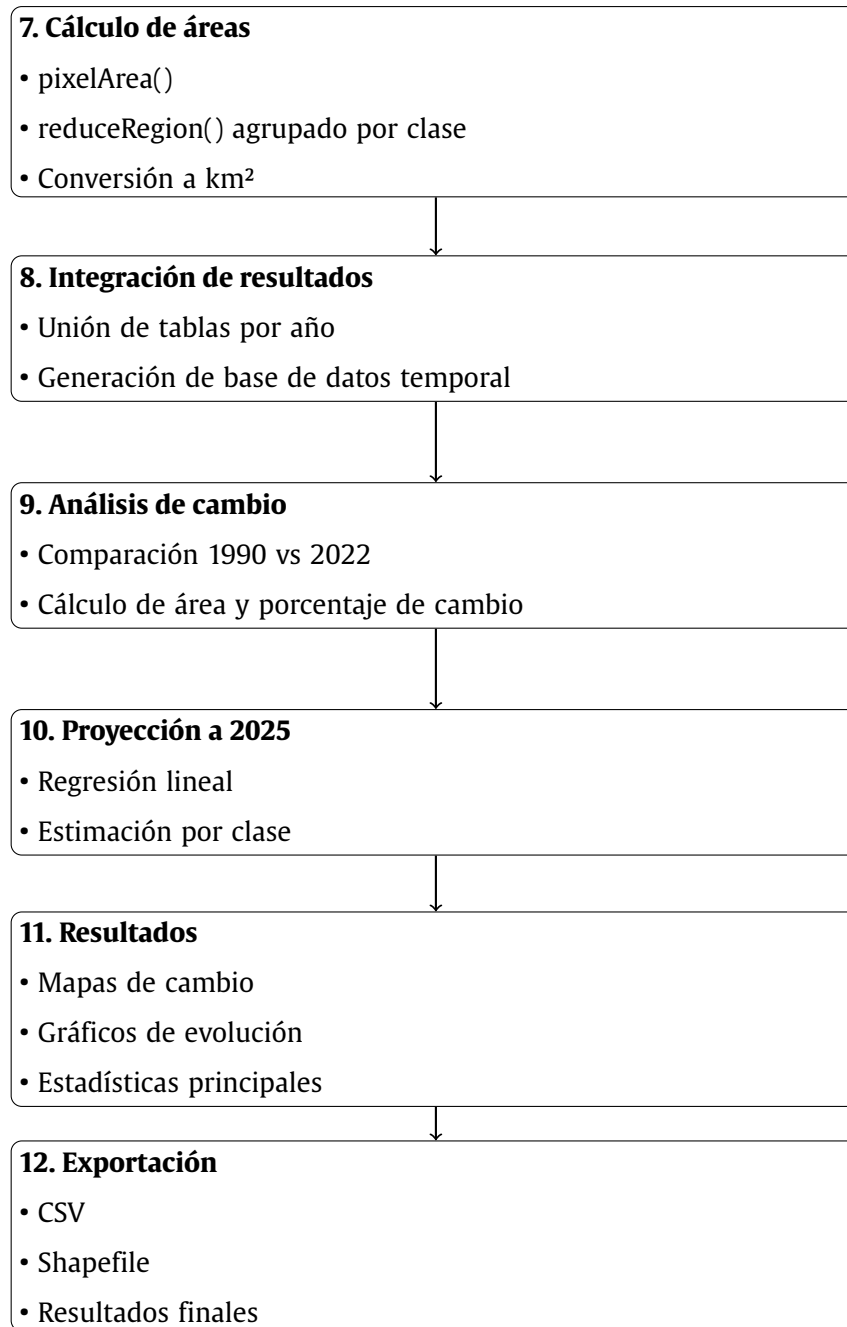 7. Cálculo de áreas
• pixelArea()
• reduceRegion() agrupado por clase
• Conversión a km²
8. Integración de resultados
• Unión de tablas por año
• Generación de base de datos temporal
9. Análisis de cambio
• Comparación 1990 vs 2022
• Cálculo de área y porcentaje de cambio
10. Proyección a 2025
• Regresión lineal
• Estimación por clase
11. Resultados
• Mapas de cambio
• Gráficos de evolución
• Estadísticas principales
12. Exportación
• CSV
• Shapefile
• Resultados finales